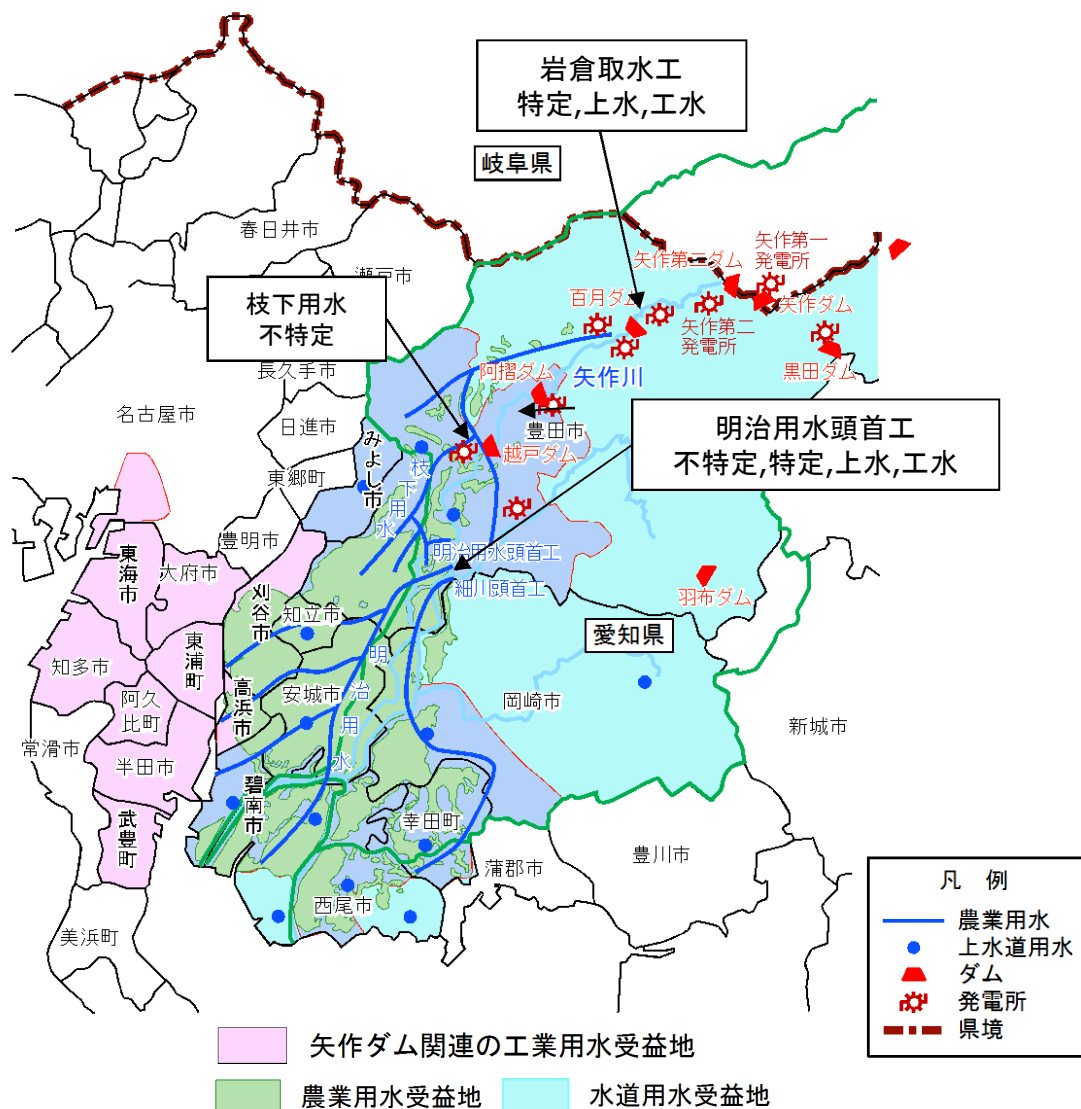 岩倉取水工
特定,上水,工水
岐阜県
春日井市
瀬戸市
枝下用水
不特定
矢作第一
発電所
矢作第二ダム
百月ダム
矢作ダム
矢作第二
発電所
黒田ダム
長久手市
阿摺ダム
矢作川
名古屋市
日進市
豊田市
明治用水頭首工
不特定,特定,上水,工水
みよし市
越戸ダム
東郷町
枝下用水
豊明市
明治用水頭首工
東海市
大府市
細川頭首工
羽布ダム
刈谷市
知立市
愛知県
知多市
東浦町
明治用水
阿久
比町
高浜市
安城市
岡崎市
新城市
常滑市
半田市
碧南市
武豊町
幸田町
蒲郡市
豊川市
西尾市
美浜町
凡 例
農業用水
上水道用水
ダム
発電所
県境
矢作ダム関連の工業用水受益地
農業用水受益地
水道用水受益地